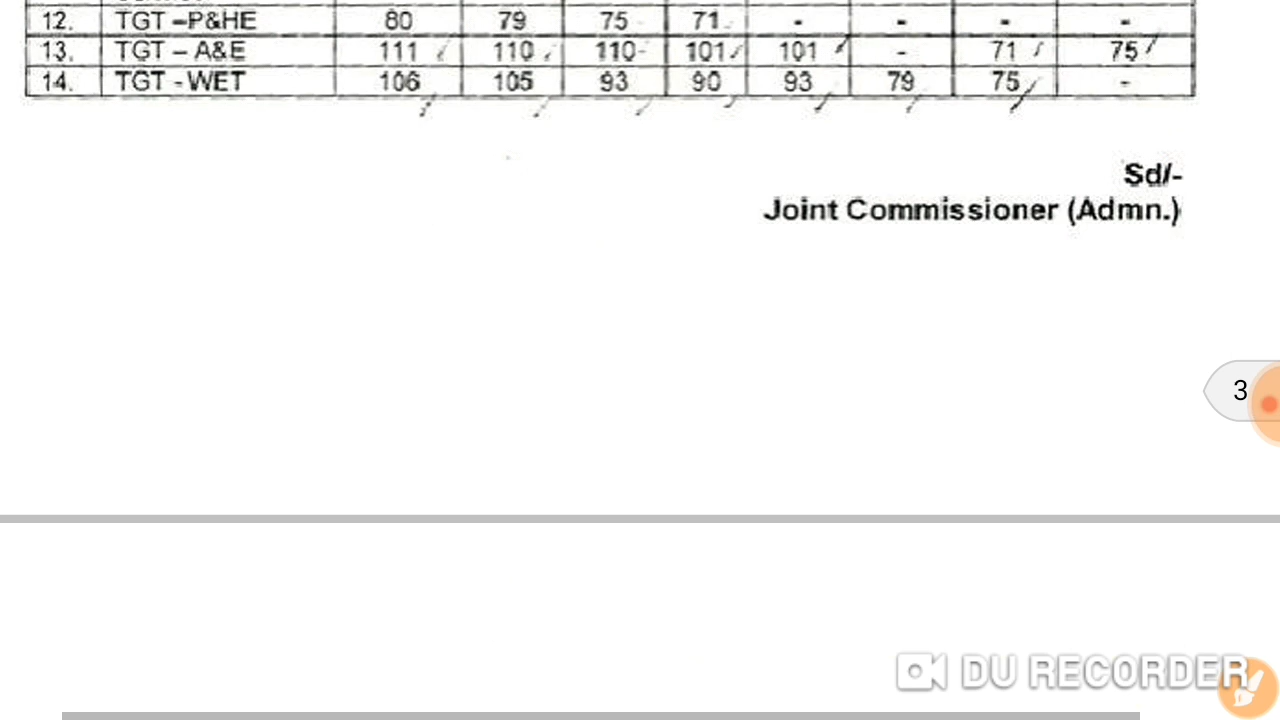 12. TGT –P&HE 80 79 75 71 - - - -
13. TGT – A&E 111 110 110 101 101 - 71 75
14. TGT - WET 106 105 93 90 93 79 75 -
Sd/-
Joint Commissioner (Admn.)
3
DU RECORDER